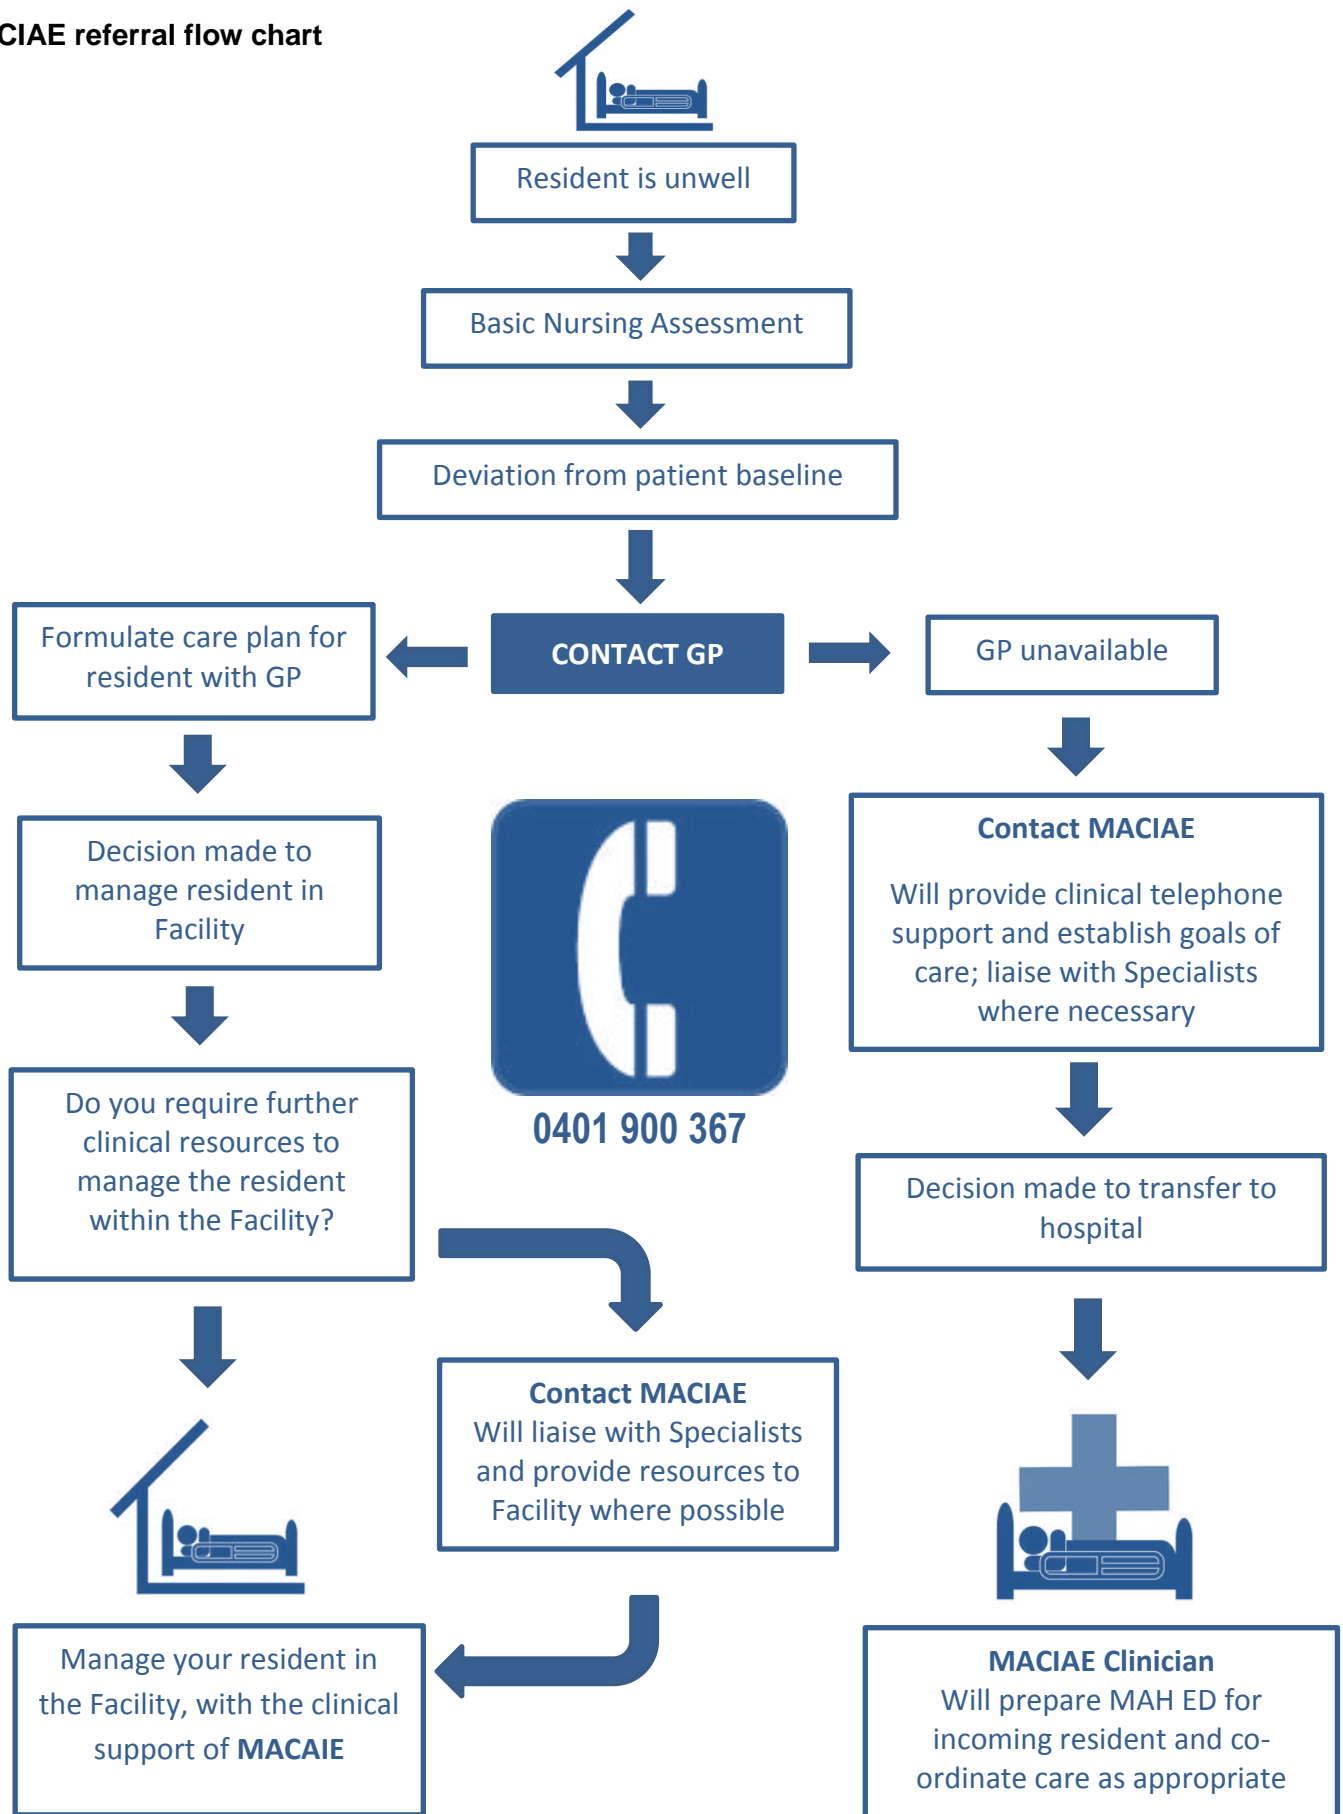 CIAE referral flow chart
Resident is unwell
Basic Nursing Assessment
Deviation from patient baseline
CONTACT GP
Formulate care plan for
resident with GP
Decision made to
manage resident in
Facility
Do you require further
clinical resources to
manage the resident
within the Facility?
GP unavailable
Contact MACIAE
Will provide clinical telephone
support and establish goals of
care; liaise with Specialists
where necessary
0401 900 367
Decision made to transfer to
hospital
Contact MACIAE
Will liaise with Specialists
and provide resources to
Facility where possible
Manage your resident in
the Facility, with the clinical
support of MACAIE
MACIAE Clinician
Will prepare MAH ED for
incoming resident and co-
ordinate care as appropriate